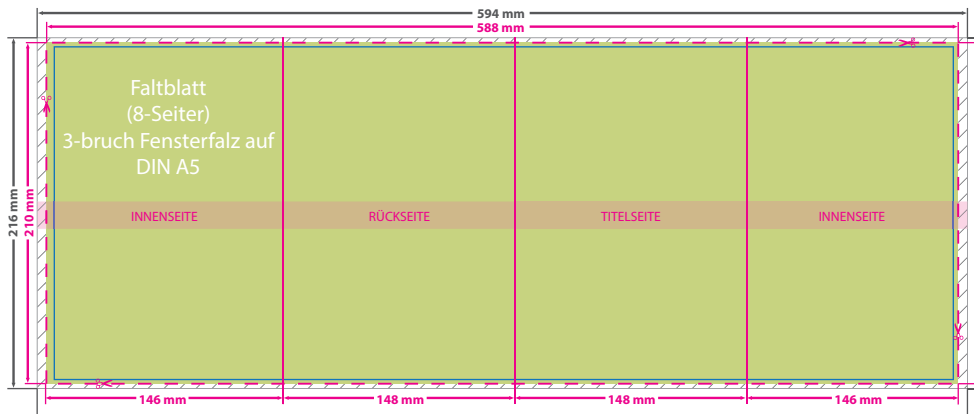 594 mm
588 mm
Faltblatt
(8-Seiter)
3-bruch Fensterfalz auf
DIN A5
216 mm
210 mm
INNENSEITE
RÜCKSEITE
TITELSEITE
INNENSEITE
146 mm
148 mm
148 mm
146 mm